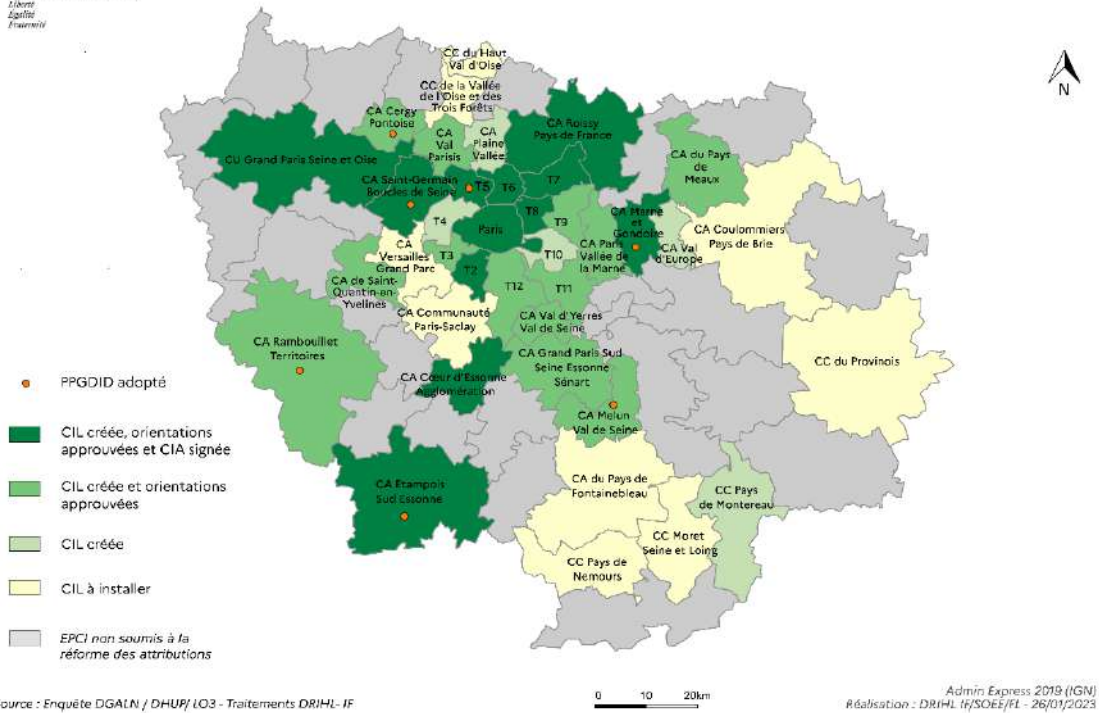 Liberté
Égalité
Fraternité
CC du Haut
Val d'Oise
CC de la Vallée
de l'Oise et des
Trois Forêts
N
CA Cergy
Pontoise
CA
Val
Parisis
CA
Plaine
Vallée
CA Roissy
Pays de France
CU Grand Paris Seine et Oise
CA du Pays
de
Meaux
CA Saint-Germain
Boucles de Seine
T5
T6
T7
T4
Paris
T8
T9
CA Marne
et
Gondoire
CA Coulommiers
Pays de Brie
CA
Versailles
Grand Parc
T3
T2
T10
CA Paris
Vallée de
la Marne
CA Val
d'Europe
CA de Saint-
Quentin-en-
Yvelines
T12
T11
CA Communauté
Paris-Saclay
CA Val d'Yerres
Val de Seine
CA Rambouillet
Territoires
CA Grand Paris Sud
Seine Essonne
Sénart
CC du Provinois
CA Cœur d'Essonne
Agglomération
CA Melun
Val de Seine
CA Etampois
Sud Essonne
CA du Pays de
Fontainebleau
CC Pays
de Montereau
CC Moret
Seine et Loing
CC Pays de
Nemours
PPGDID adopté
CIL créée, orientations
approuvées et CIA signée
CIL créée et orientations
approuvées
CIL créée
CIL à installer
EPCI non soumis à la
réforme des attributions
ource : Enquête DGALN / DHUP/ LO3 - Traitements DRIHL- IF
0 10 20km
Admin Express 2019 (IGN)
Réalisation : DRIHL IF/SOEE/FL - 26/01/2023